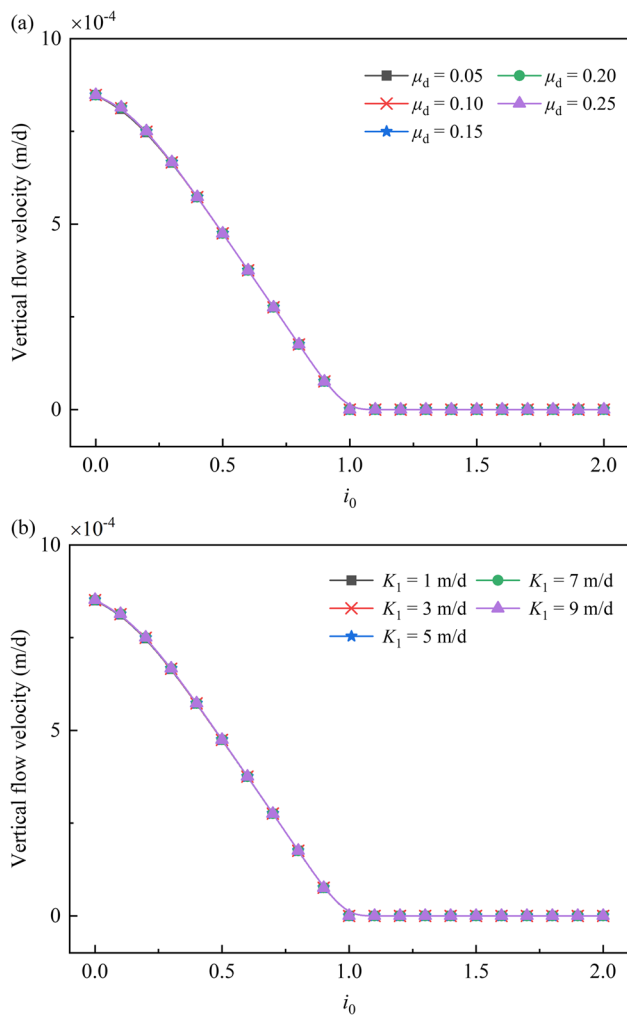 (a)
×10⁻⁴
10
5
0
Vertical flow velocity (m/d)
μd = 0.05 μd = 0.20
μd = 0.10 μd = 0.25
μd = 0.15
0.0 0.5 1.0 1.5 2.0
i0
(b)
×10⁻⁴
10
5
0
Vertical flow velocity (m/d)
K1 = 1 m/d K1 = 7 m/d
K1 = 3 m/d K1 = 9 m/d
K1 = 5 m/d
0.0 0.5 1.0 1.5 2.0
i0